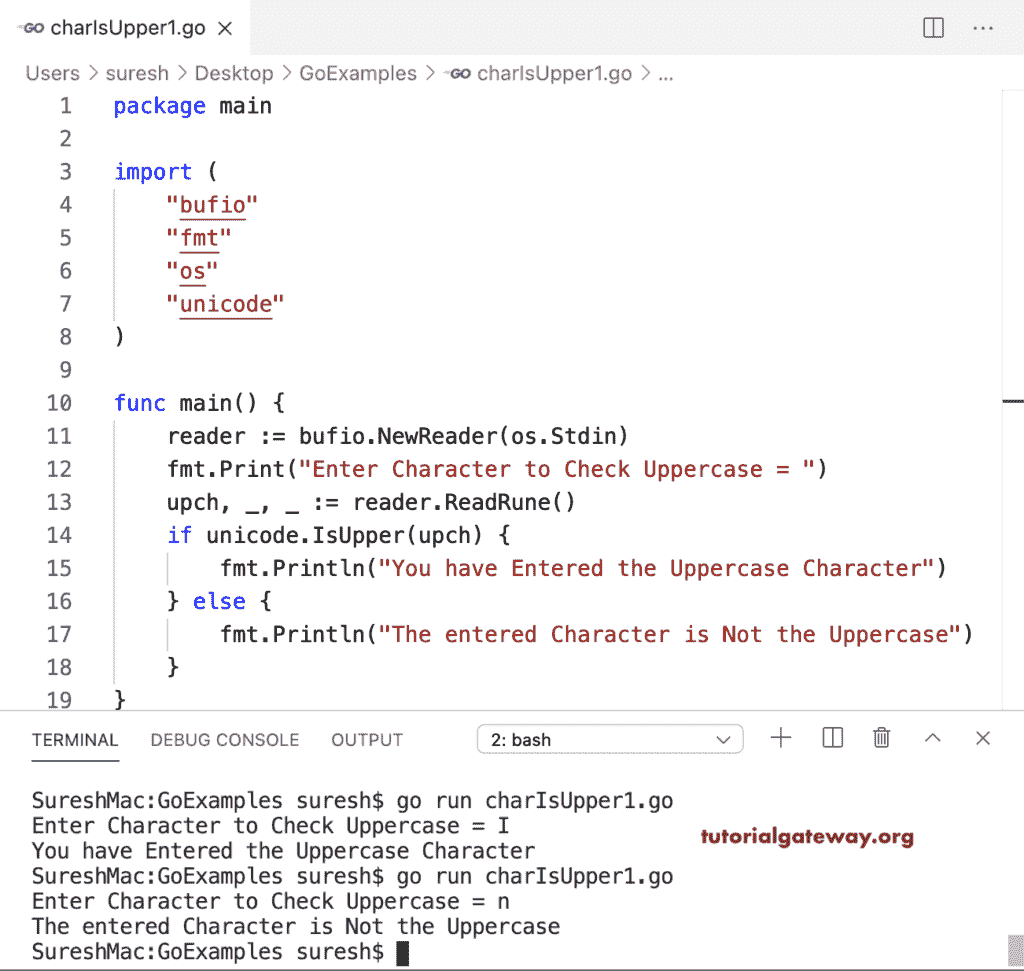 GO charIsUpper1.go
Users > suresh > Desktop > GoExamples > GO charIsUpper1.go > ...
1 package main
2
3 import (
4     "bufio"
5     "fmt"
6     "os"
7     "unicode"
8 )
9
10 func main() {
11     reader := bufio.NewReader(os.Stdin)
12     fmt.Print("Enter Character to Check Uppercase = ")
13     upch, _, _ := reader.ReadRune()
14     if unicode.IsUpper(upch) {
15         fmt.Println("You have Entered the Uppercase Character")
16     } else {
17         fmt.Println("The entered Character is Not the Uppercase")
18     }
19 }
TERMINAL DEBUG CONSOLE OUTPUT 2: bash
SureshMac:GoExamples suresh$ go run charIsUpper1.go
Enter Character to Check Uppercase = I
You have Entered the Uppercase Character
SureshMac:GoExamples suresh$ go run charIsUpper1.go
Enter Character to Check Uppercase = n
The entered Character is Not the Uppercase
SureshMac:GoExamples suresh$
tutorialgateway.org